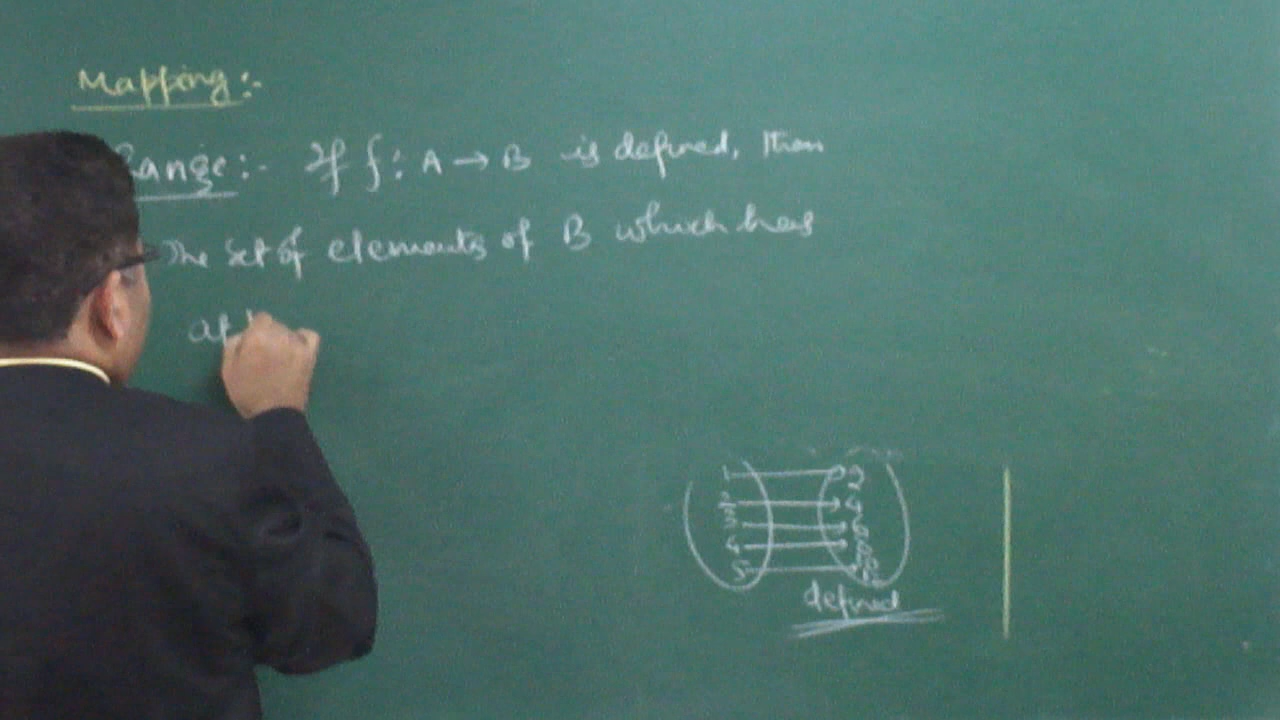 Mapping :-
Range :- If f : A → B is defined, then
The set of elements of B which has
1 2
2 4
3 6
4 8
5
defined